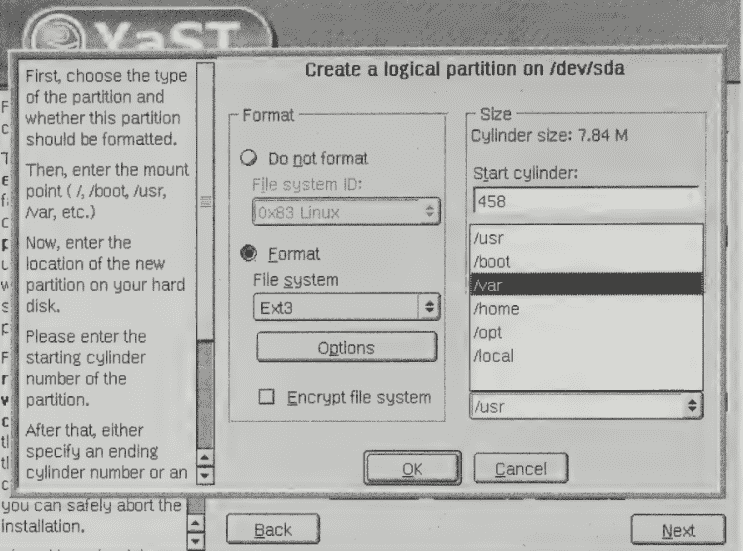 YaST
Create a logical partition on /dev/sda
First, choose the type
of the partition and
whether this partition
should be formatted.
Then, enter the mount
point ( /, /boot, /usr,
/var, etc.)
Now, enter the
location of the new
partition on your hard
disk.
Please enter the
starting cylinder
number of the
partition.
After that, either
specify an ending
cylinder number or an
Format
Do not format
File system ID:
0x83 Linux
Format
File system
Ext3
Options
Encrypt file system
Size
Cylinder size: 7.84 M
Start cylinder:
458
/usr
/boot
/var
/home
/opt
/local
/usr
OK
Cancel
you can safely abort the
installation.
Back
Next